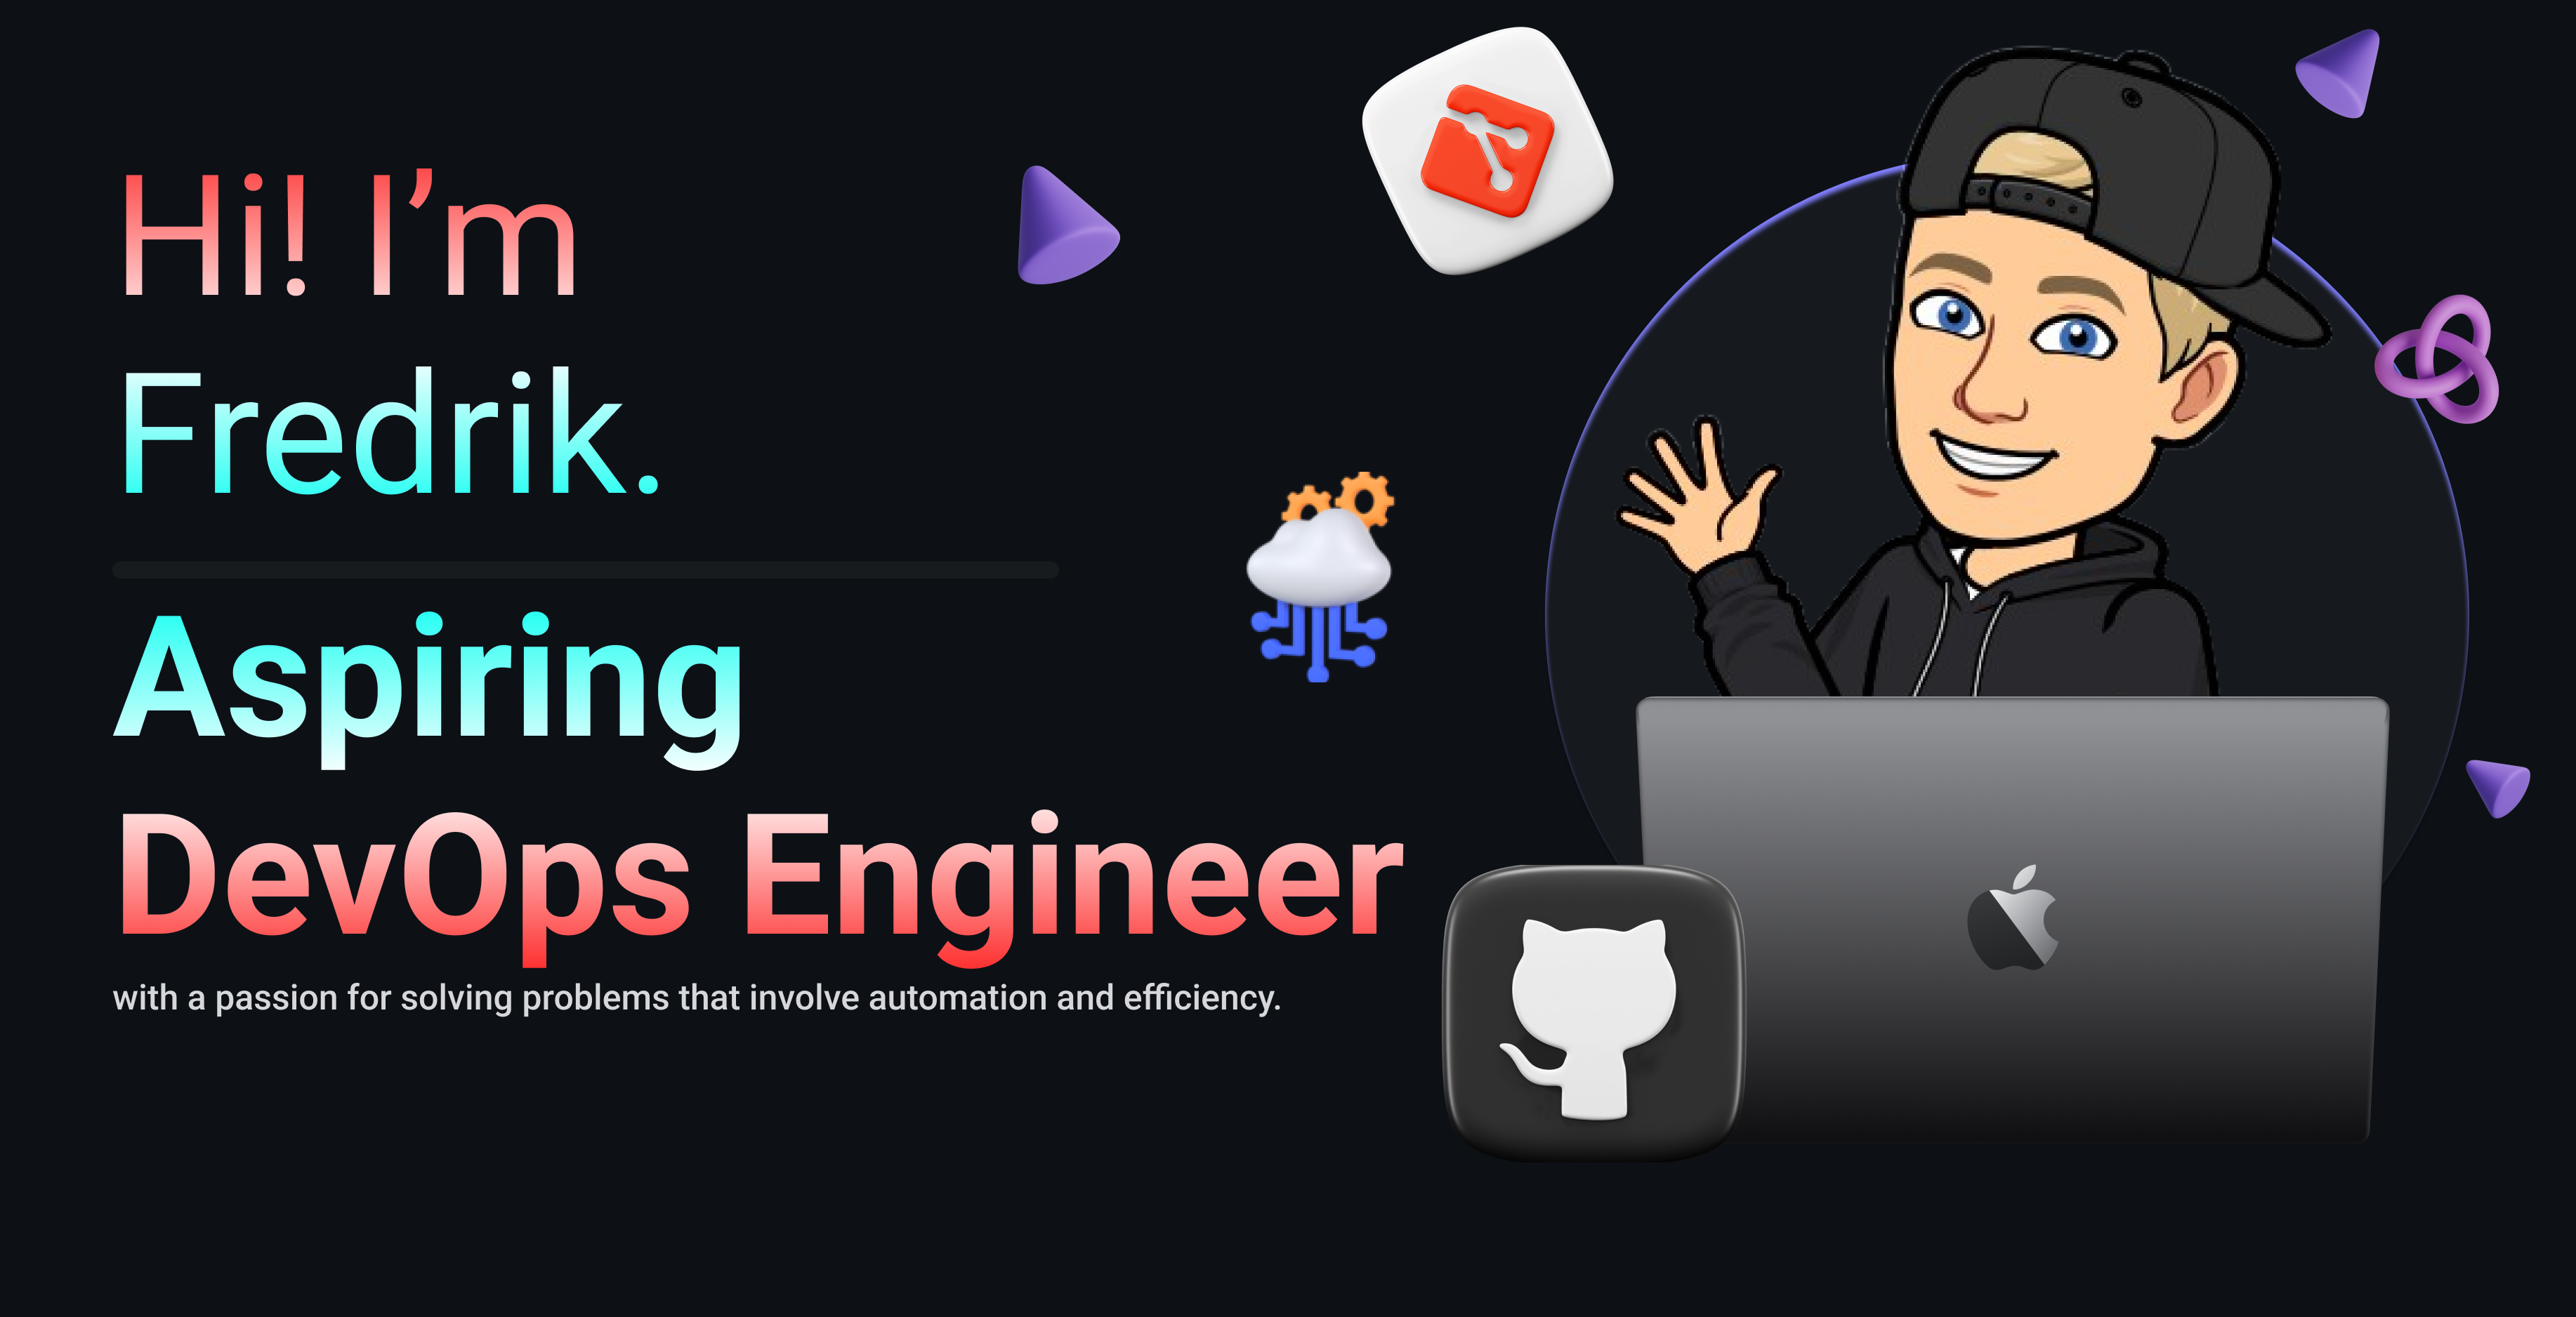 Hi! I’m
Fredrik.
Aspiring
DevOps Engineer
with a passion for solving problems that involve automation and efficiency.